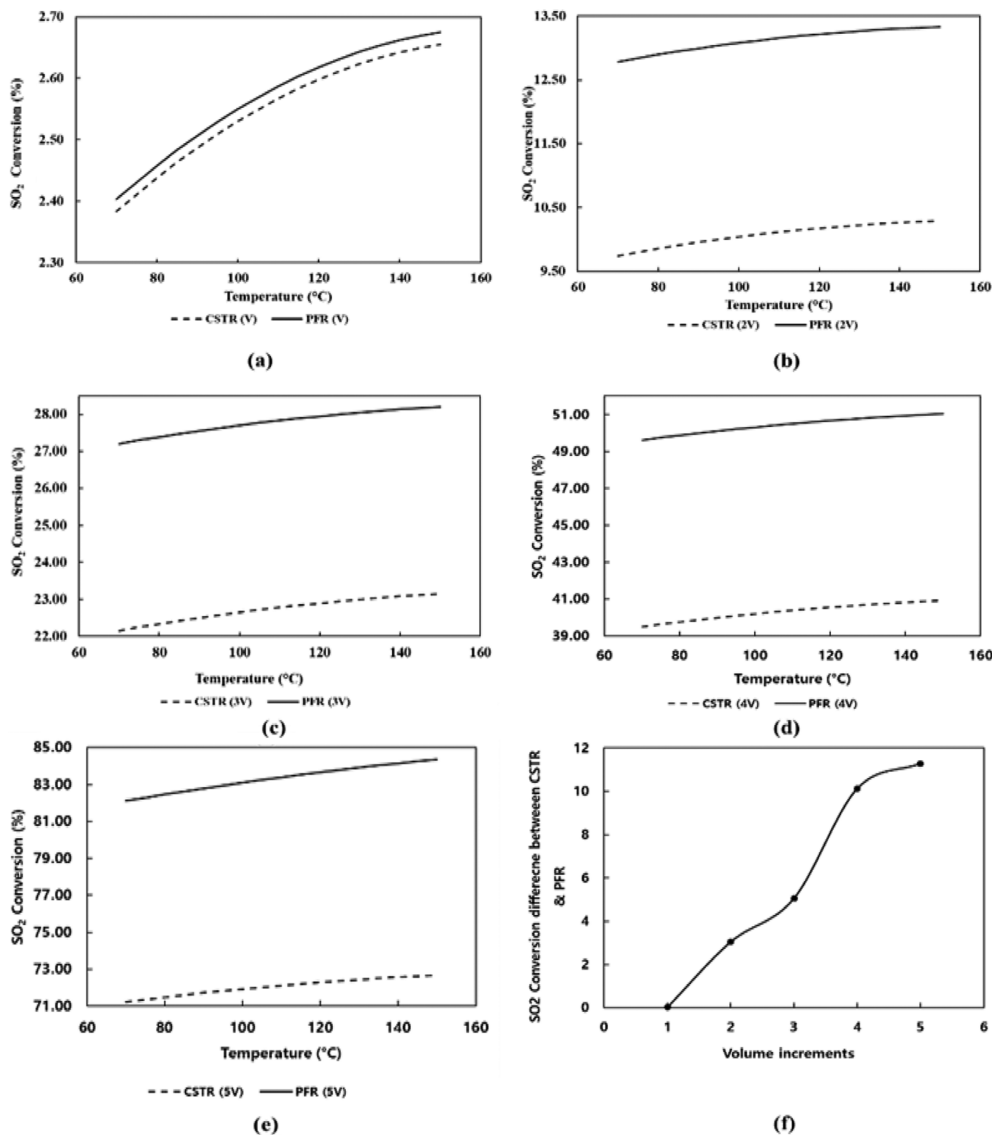 2.70
2.60
2.50
2.40
2.30
SO₂ Conversion (%)
60 80 100 120 140 160
Temperature (°C)
CSTR (V) PFR (V)
(a)
13.50
12.50
11.50
10.50
9.50
SO₂ Conversion (%)
60 80 100 120 140 160
Temperature (°C)
CSTR (2V) PFR (2V)
(b)
28.00
27.00
26.00
25.00
24.00
23.00
22.00
SO₂ Conversion (%)
60 80 100 120 140 160
Temperature (°C)
CSTR (3V) PFR (3V)
(c)
51.00
49.00
47.00
45.00
43.00
41.00
39.00
SO₂ Conversion (%)
60 80 100 120 140 160
Temperature (°C)
CSTR (4V) PFR (4V)
(d)
85.00
83.00
81.00
79.00
77.00
75.00
73.00
71.00
SO₂ Conversion (%)
60 80 100 120 140 160
Temperature (°C)
CSTR (5V) PFR (5V)
(e)
12
10
8
6
4
2
0
SO2 Conversion differecne betweeen CSTR
& PFR
0 1 2 3 4 5 6
Volume increments
(f)